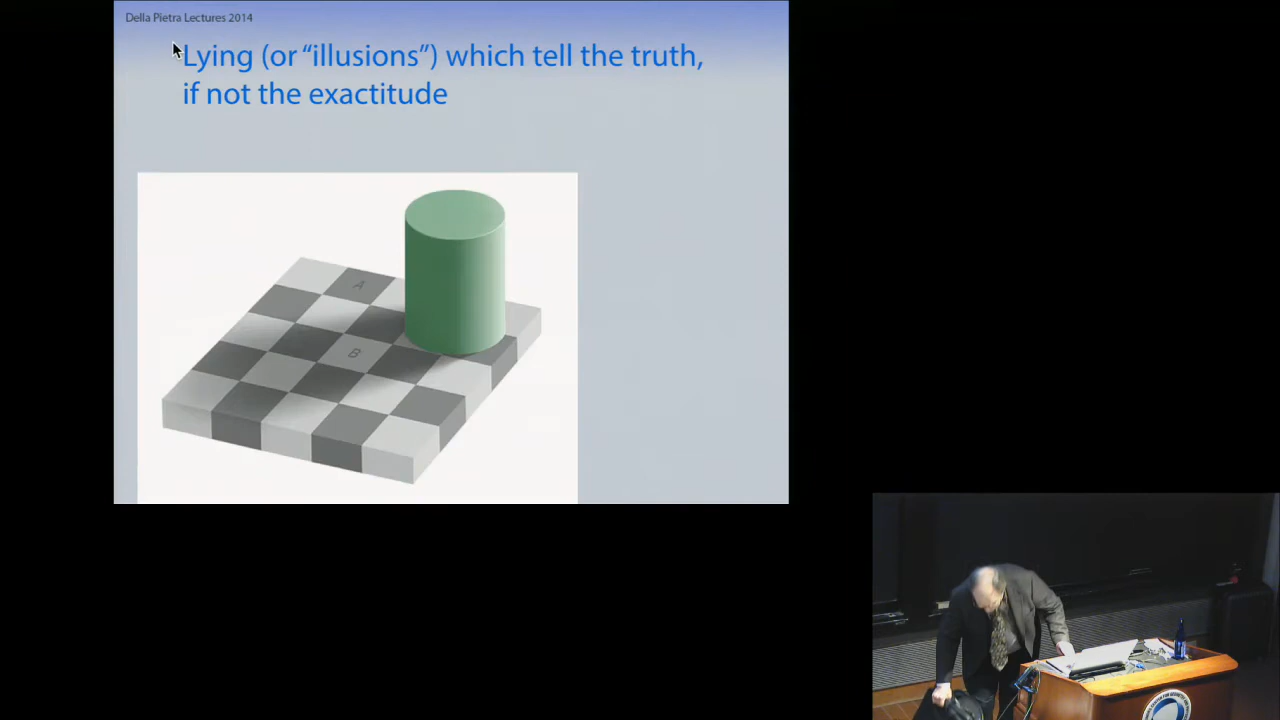 Della Pietra Lectures 2014
Lying (or “illusions”) which tell the truth,
if not the exactitude
A
B